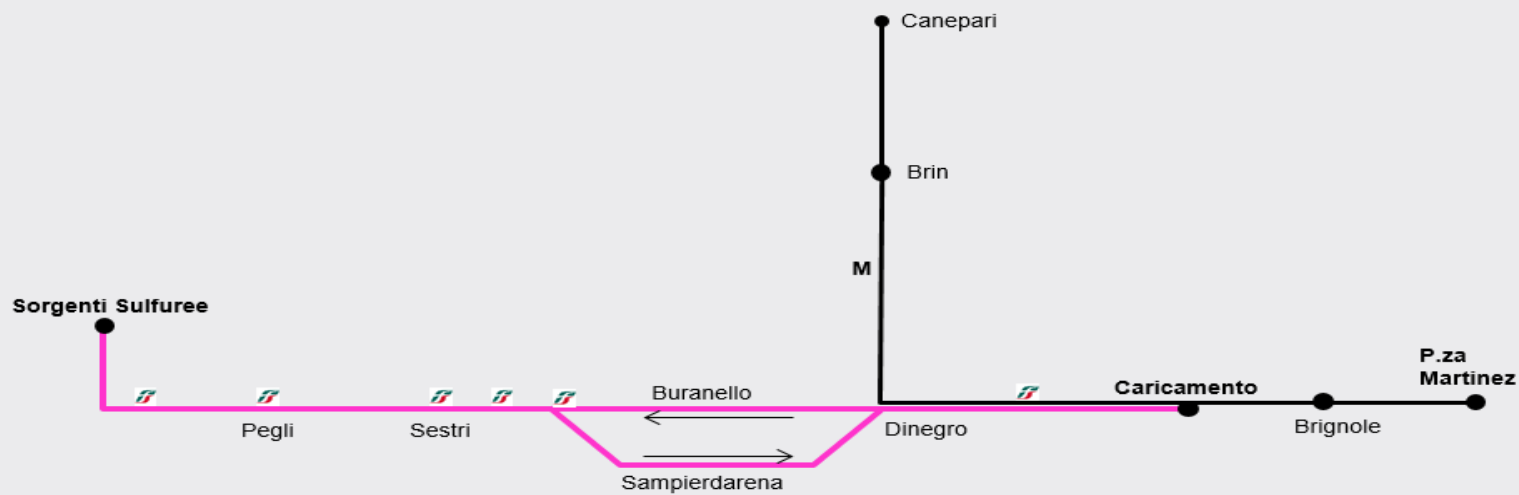 Canepari
Brin
M
Sorgenti Sulfuree
P.za
Martinez
Caricamento
Buranello
Pegli
Sestri
Dinegro
Brignole
Sampierdarena